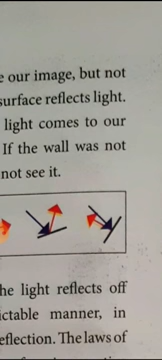 e our image, but not
surface reflects light.
light comes to our
If the wall was not
not see it.
he light reflects off
ictable manner, in
eflection. The laws of